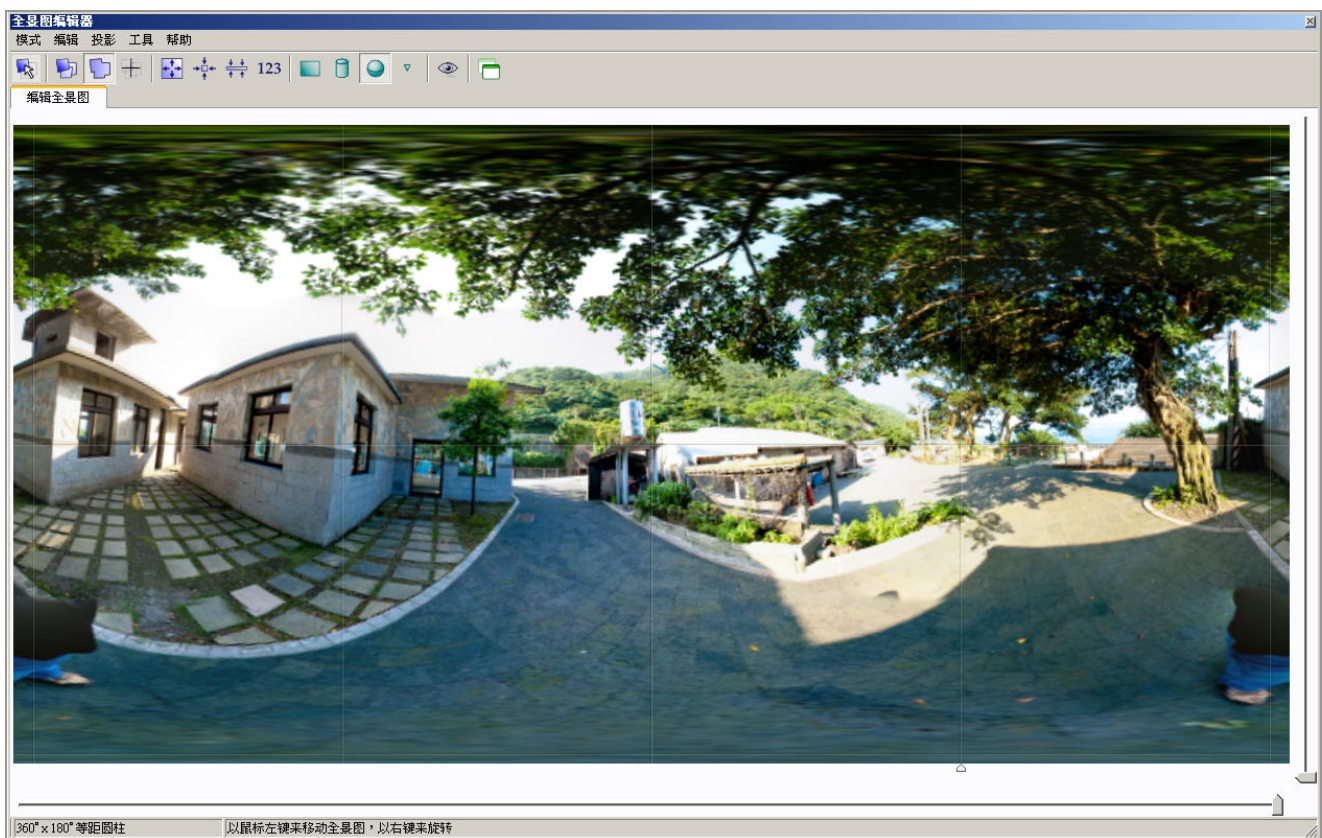 全景图编辑器
模式 编辑 投影 工具 帮助
123
编辑全景图
360° x 180° 等距圆柱
以鼠标左键来移动全景图，以右键来旋转